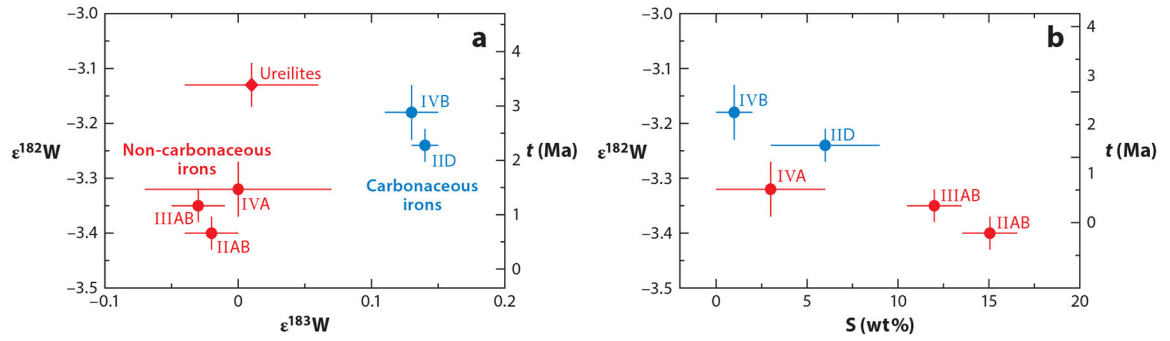 a
−3.0
−3.1
−3.2
−3.3
−3.4
−3.5
ε182W
Ureilites
IVB
IID
Non-carbonaceous
irons
Carbonaceous
irons
IVA
IIIAB
IIAB
4
3
2
1
0
t (Ma)
−0.1
0
0.1
0.2
ε183W
b
−3.0
−3.1
−3.2
−3.3
−3.4
−3.5
ε182W
IVB
IID
IVA
IIIAB
IIAB
4
3
2
1
0
t (Ma)
0
5
10
15
20
S (wt%)